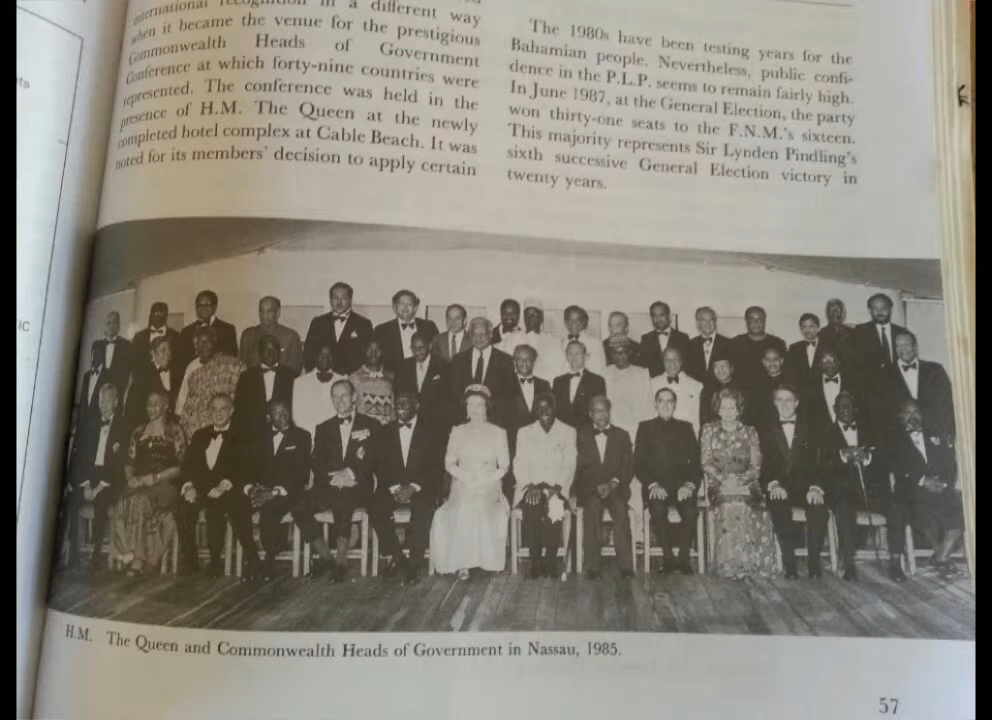 international recognition in a different way
when it became the venue for the prestigious
Commonwealth Heads of Government
Conference at which forty-nine countries were
represented. The conference was held in the
presence of H.M. The Queen at the newly
completed hotel complex at Cable Beach. It was
noted for its members' decision to apply certain
The 1980s have been testing years for the
Bahamian people. Nevertheless, public confi-
dence in the P.L.P. seems to remain fairly high.
In June 1987, at the General Election, the party
won thirty-one seats to the F.N.M.'s sixteen.
This majority represents Sir Lynden Pindling's
sixth successive General Election victory in
twenty years.
H.M. The Queen and Commonwealth Heads of Government in Nassau, 1985.
57